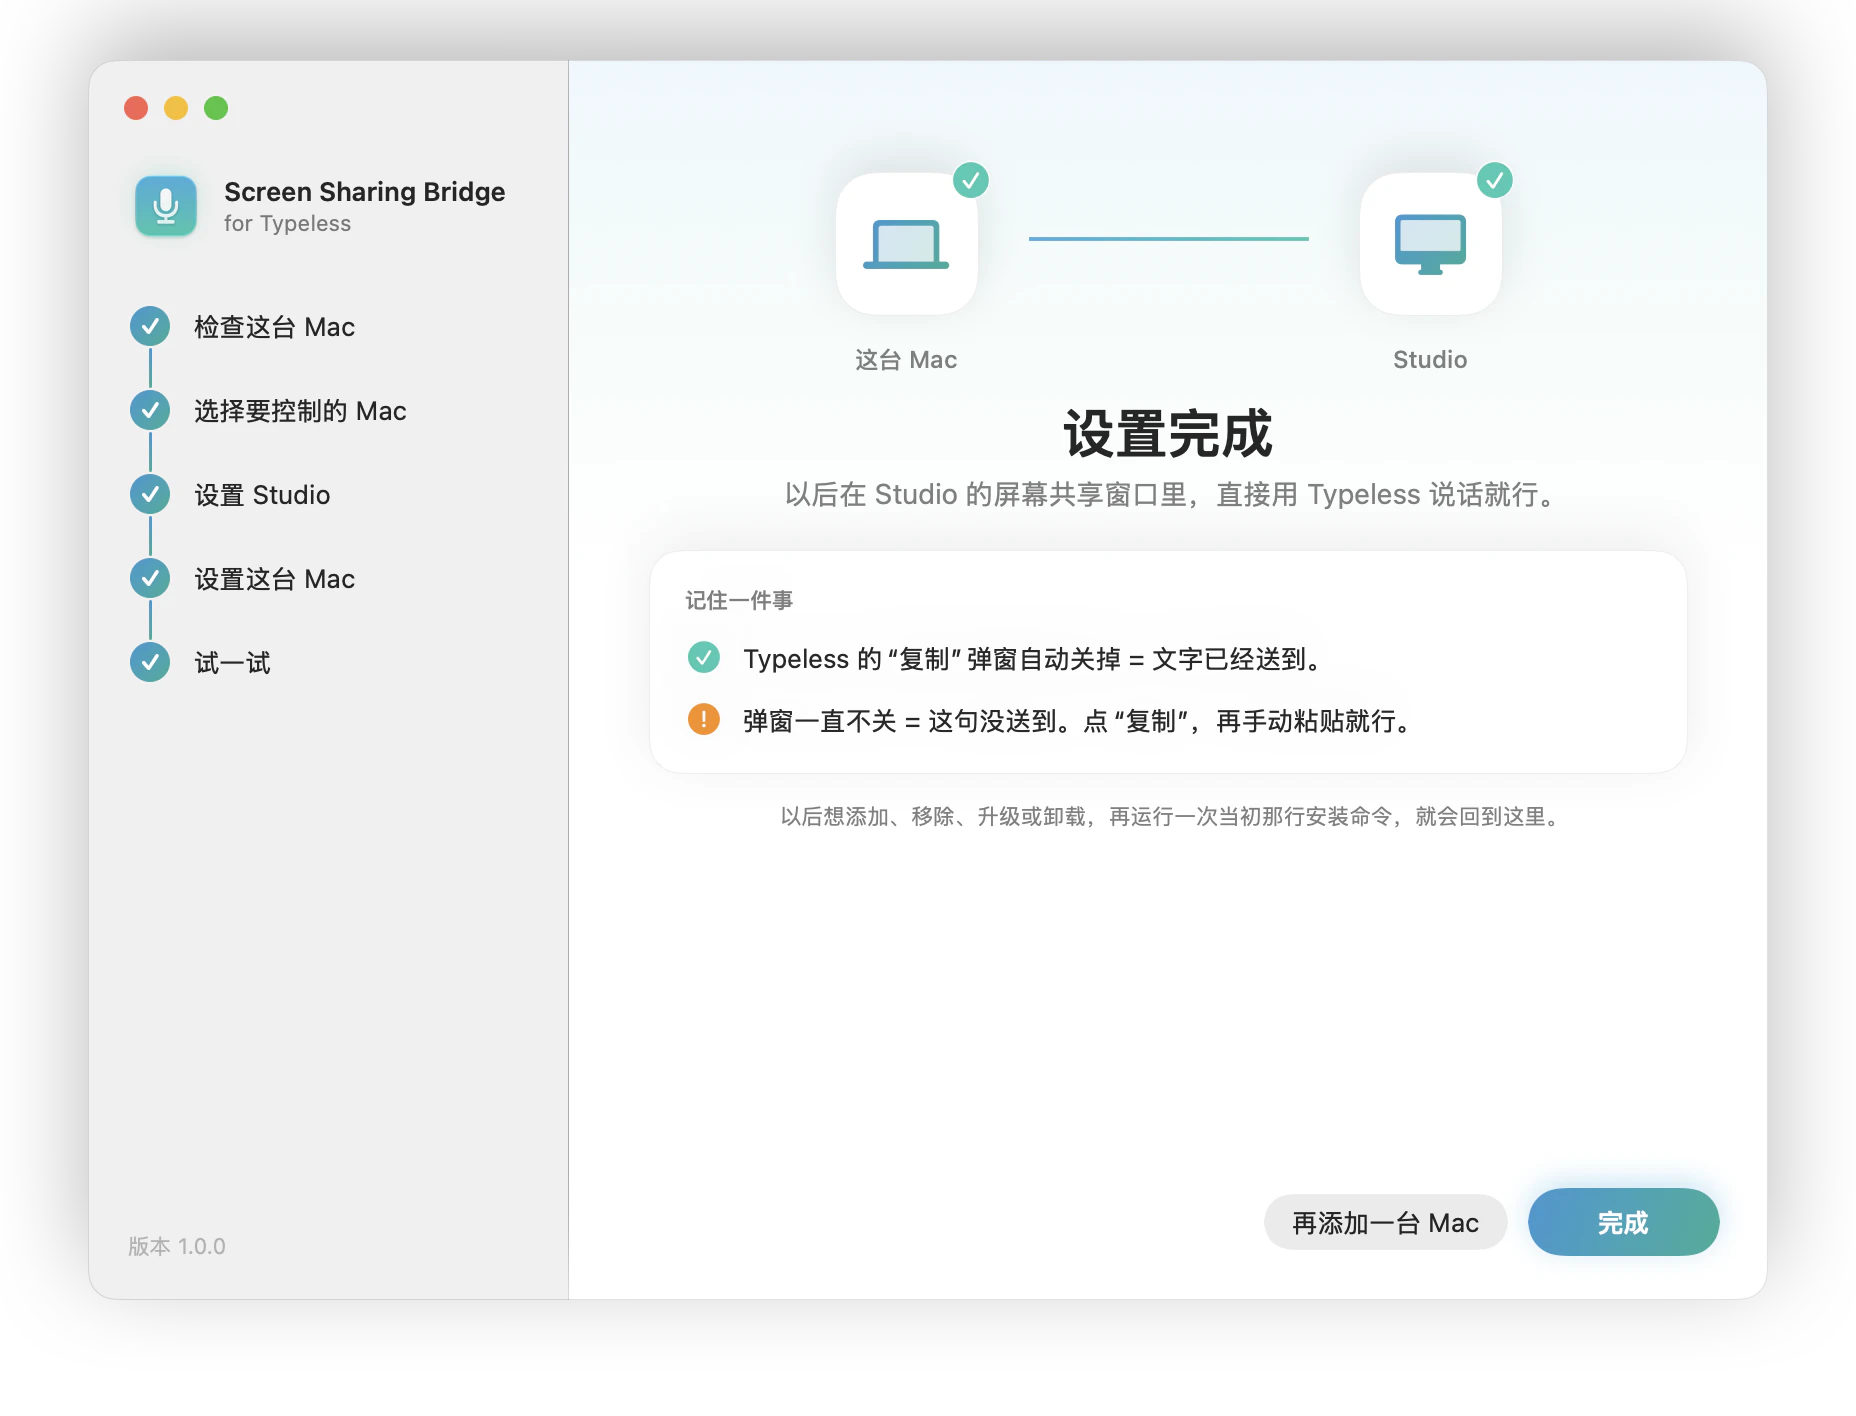 Screen Sharing Bridge
for Typeless
检查这台 Mac
选择要控制的 Mac
设置 Studio
设置这台 Mac
试一试
版本 1.0.0
这台 Mac
Studio
设置完成
以后在 Studio 的屏幕共享窗口里，直接用 Typeless 说话就行。
记住一件事
Typeless 的“复制”弹窗自动关掉 = 文字已经送到。
弹窗一直不关 = 这句没送到。点“复制”，再手动粘贴就行。
以后想添加、移除、升级或卸载，再运行一次当初那行安装命令，就会回到这里。
再添加一台 Mac
完成